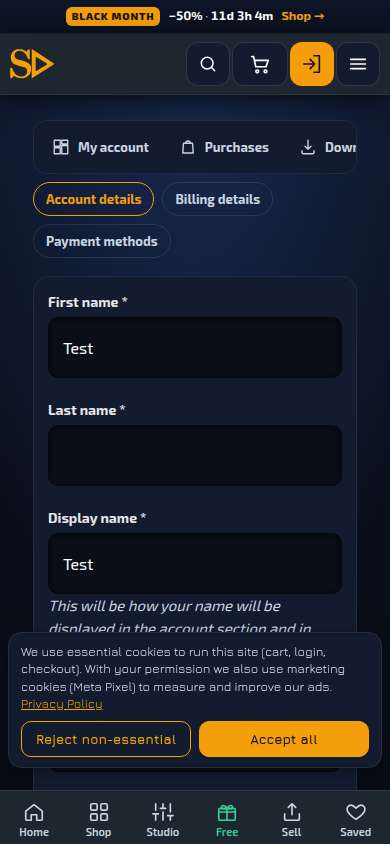 BLACK MONTH −50% · 11d 3h 4m Shop →
My account Purchases Dow
Account details Billing details
Payment methods
First name *
Test
Last name *
Display name *
Test
This will be how your name will be
displayed in the account section and in
We use essential cookies to run this site (cart, login,
checkout). With your permission we also use marketing
cookies (Meta Pixel) to measure and improve our ads.
Privacy Policy
Reject non-essential Accept all
Home Shop Studio Free Sell Saved